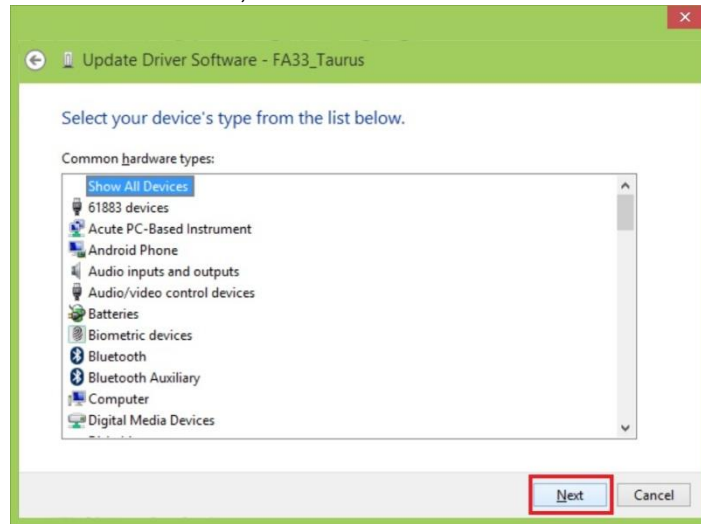 Update Driver Software - FA33_Taurus
Select your device's type from the list below.
Common hardware types:
Show All Devices
61883 devices
Acute PC-Based Instrument
Android Phone
Audio inputs and outputs
Audio/video control devices
Batteries
Biometric devices
Bluetooth
Bluetooth Auxiliary
Computer
Digital Media Devices
Next Cancel